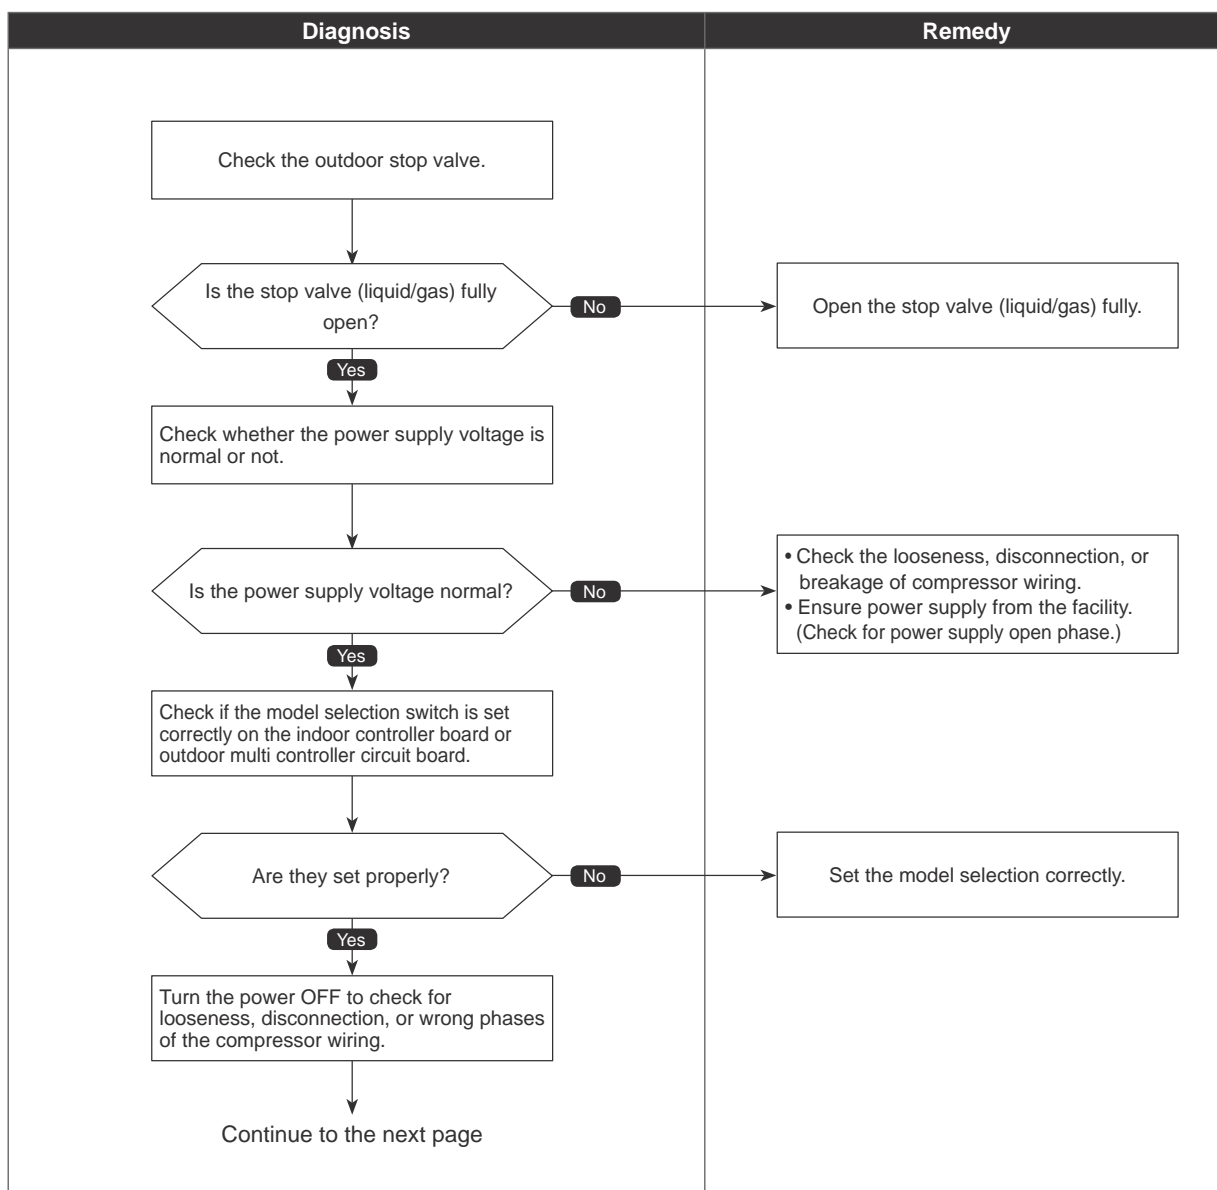 Diagnosis
Remedy
Check the outdoor stop valve.
Is the stop valve (liquid/gas) fully
open?
No
Open the stop valve (liquid/gas) fully.
Yes
Check whether the power supply voltage is
normal or not.
Is the power supply voltage normal?
No
• Check the looseness, disconnection, or
breakage of compressor wiring.
• Ensure power supply from the facility.
(Check for power supply open phase.)
Yes
Check if the model selection switch is set
correctly on the indoor controller board or
outdoor multi controller circuit board.
Are they set properly?
No
Set the model selection correctly.
Yes
Turn the power OFF to check for
looseness, disconnection, or wrong phases
of the compressor wiring.
Continue to the next page